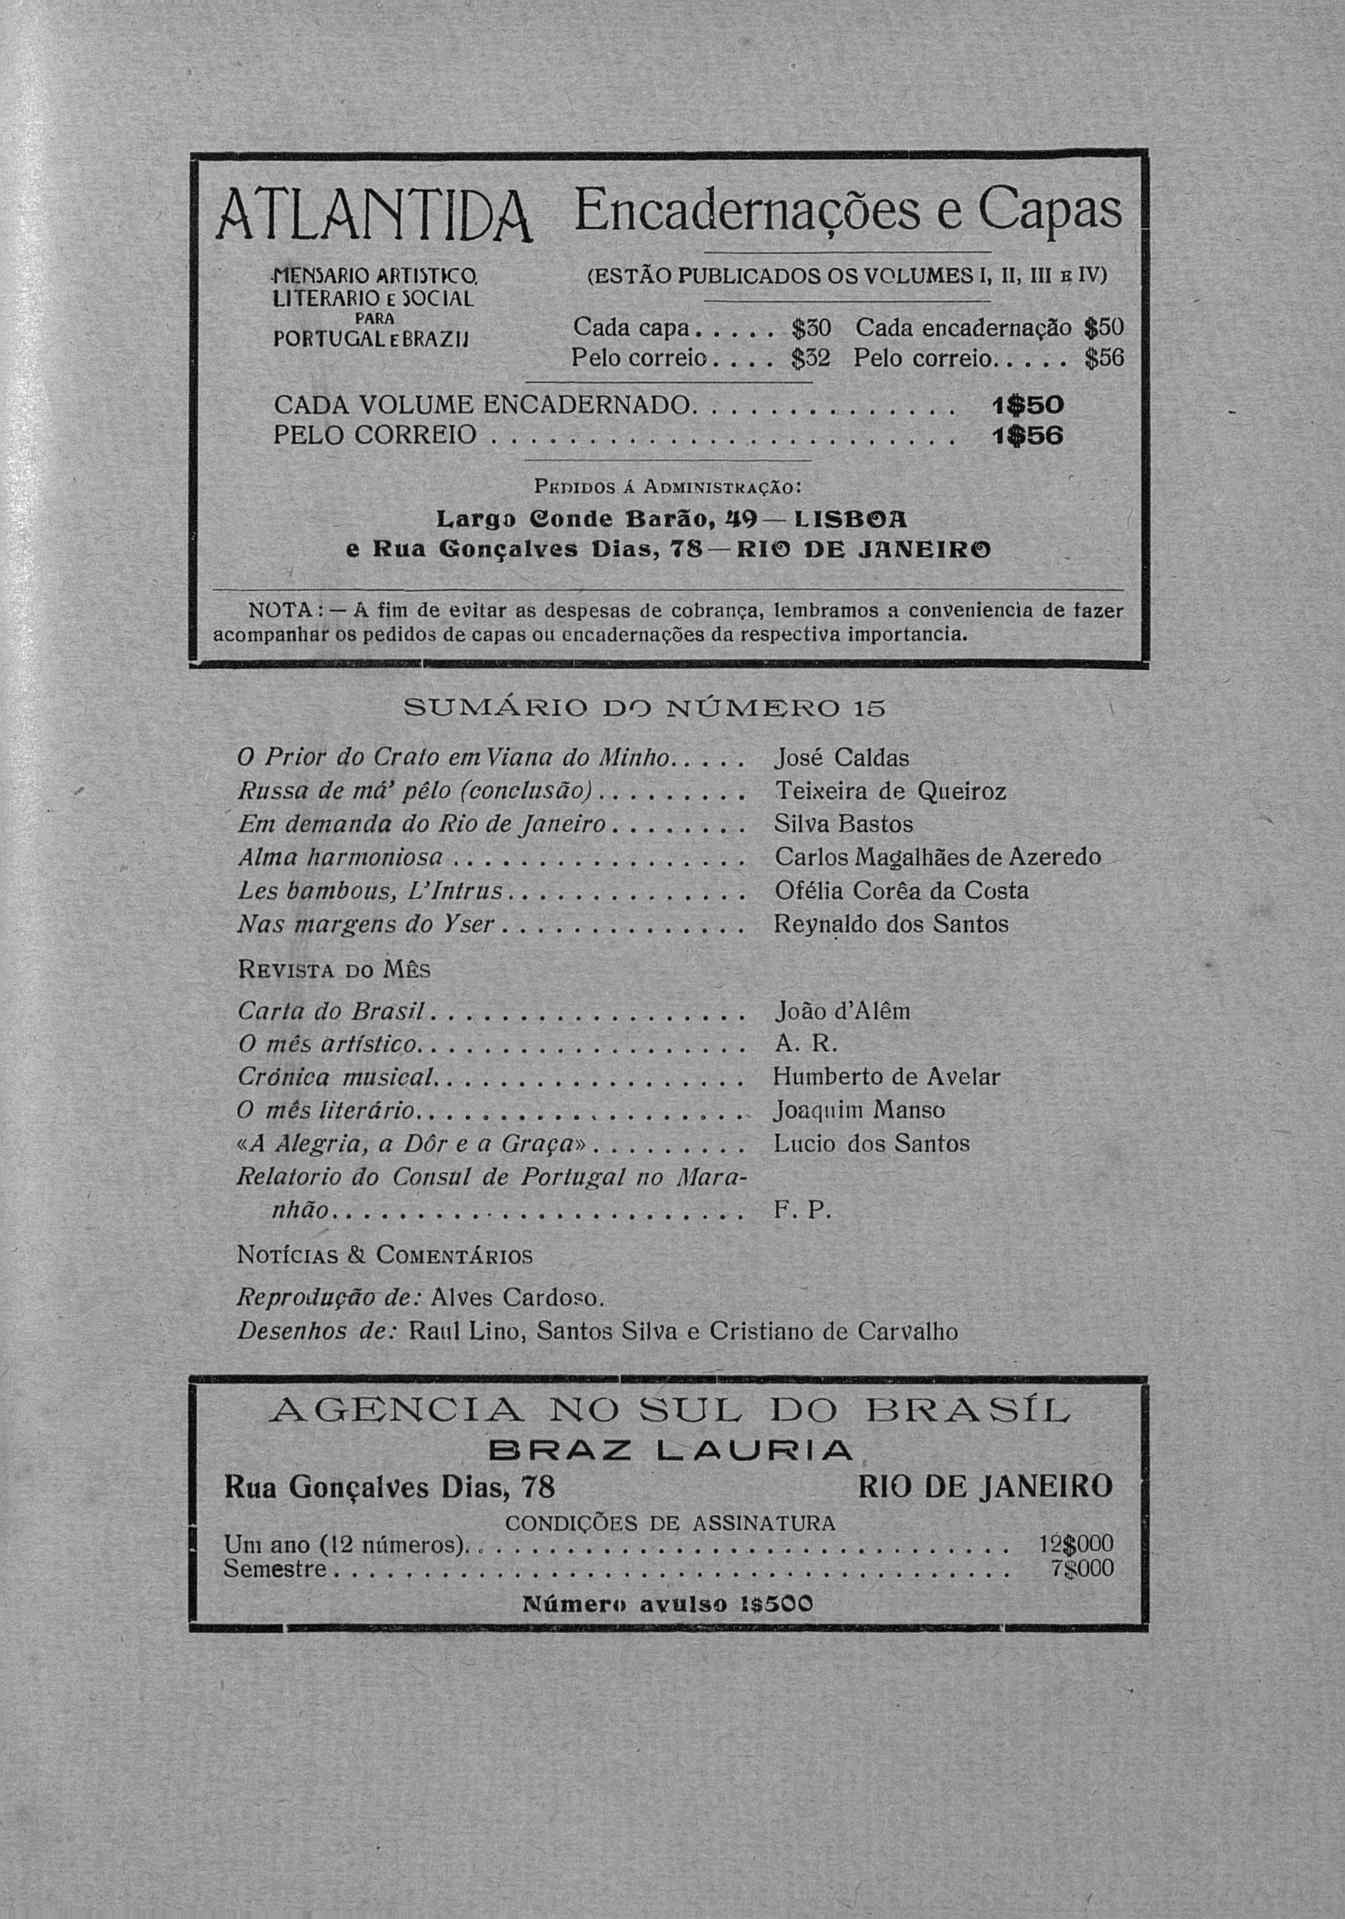 ATLANTIDA
MENSARIO ARTISTICO,
LITERARIO E SOCIAL
PARA
PORTUGAL E BRAZIL
Encadernações e Capas
(ESTÃO PUBLICADOS OS VOLUMES I, II, III E IV)
Cada capa..... $30 Cada encadernação $50
Pelo correio.... $32 Pelo correio..... $56
CADA VOLUME ENCADERNADO.............. 1$50
PELO CORREIO........................ 1$56
PEDIDOS Á ADMINISTRAÇÃO:
Largo Conde Barão, 49—LISBOA
e Rua Gonçalves Dias, 78—RIO DE JANEIRO
NOTA:— A fim de evitar as despesas de cobrança, lembramos a conveniencia de fazer
acompanhar os pedidos de capas ou encadernações da respectiva importancia.
SUMÁRIO DO NÚMERO 15
O Prior do Crato em Viana do Minho..... José Caldas
Russa de má' pêlo (conclusão)......... Teixeira de Queiroz
Em demanda do Rio de Janeiro........ Silva Bastos
Alma harmoniosa................. Carlos Magalhães de Azeredo
Les bambous, L'Intrus.............. Ofélia Corêa da Costa
Nas margens do Yser............... Reynaldo dos Santos
REVISTA DO MÊS
Carta do Brasil................... João d'Alêm
O mês artístico.................... A. R.
Crónica musical................... Humberto de Avelar
O mês literário.................... Joaquim Manso
«A Alegria, a Dôr e a Graça»......... Lucio dos Santos
Relatorio do Consul de Portugal no Mara-
nhão......................... F. P.
NOTÍCIAS & COMENTÁRIOS
Reprodução de: Alves Cardoso.
Desenhos de: Raul Lino, Santos Silva e Cristiano de Carvalho
AGENCIA NO SUL DO BRASÍL
BRAZ LAURIA
Rua Gonçalves Dias, 78 RIO DE JANEIRO
CONDIÇÕES DE ASSINATURA
Um ano (12 números)................................ 12$000
Semestre........................................ 7$000
Número avulso 1$500